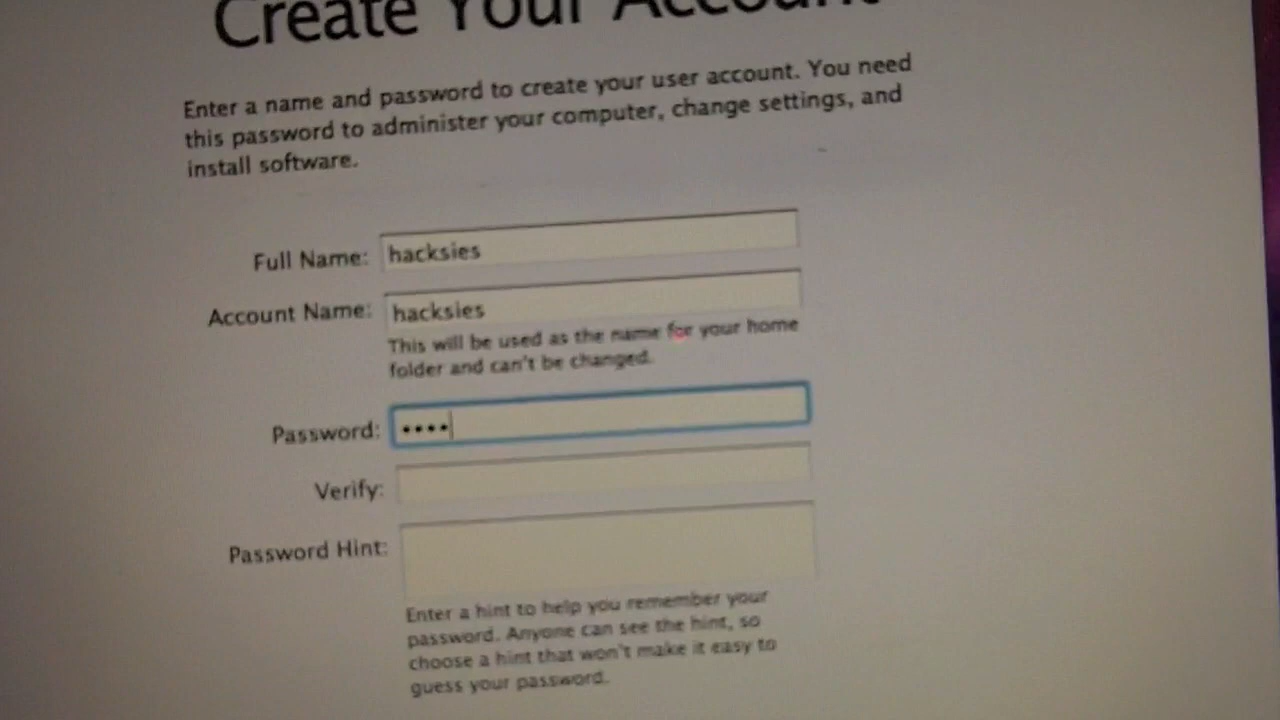 Create Your Account
Enter a name and password to create your user account. You need
this password to administer your computer, change settings, and
install software.
Full Name: hacksies
Account Name: hacksies
This will be used as the name for your home
folder and can't be changed.
Password: ••••
Verify:
Password Hint:
Enter a hint to help you remember your
password. Anyone can see the hint, so
choose a hint that won't make it easy to
guess your password.